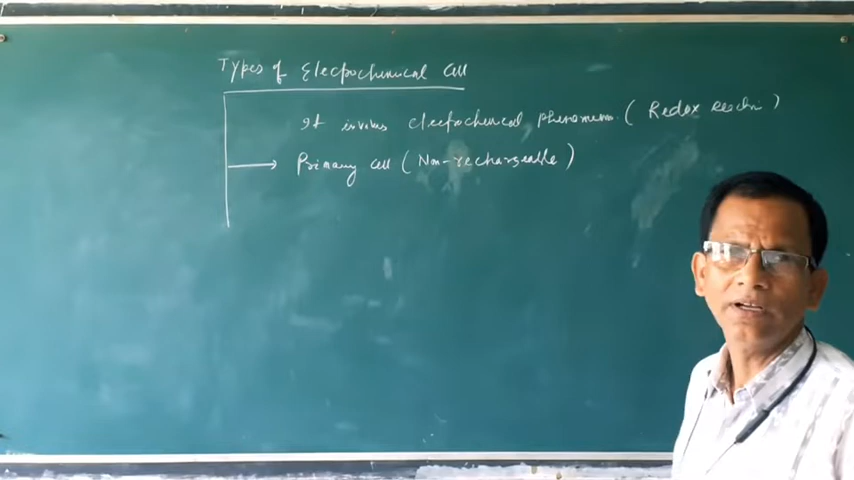 Types of Electrochemical Cell
It involves electrochemical phenomenon (Redox reaction)
→ Primary cell (Non-rechargeable)